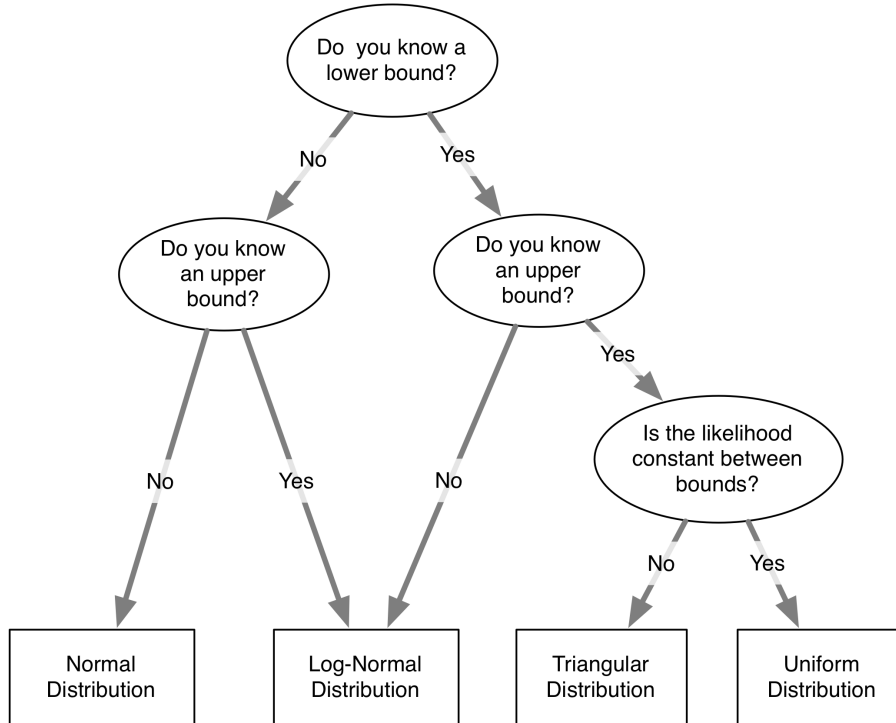 Do you know a
lower bound?
No
Yes
Do you know
an upper
bound?
Do you know
an upper
bound?
Yes
Is the likelihood
constant between
bounds?
No
Yes
No
No
Yes
Normal
Distribution
Log-Normal
Distribution
Triangular
Distribution
Uniform
Distribution